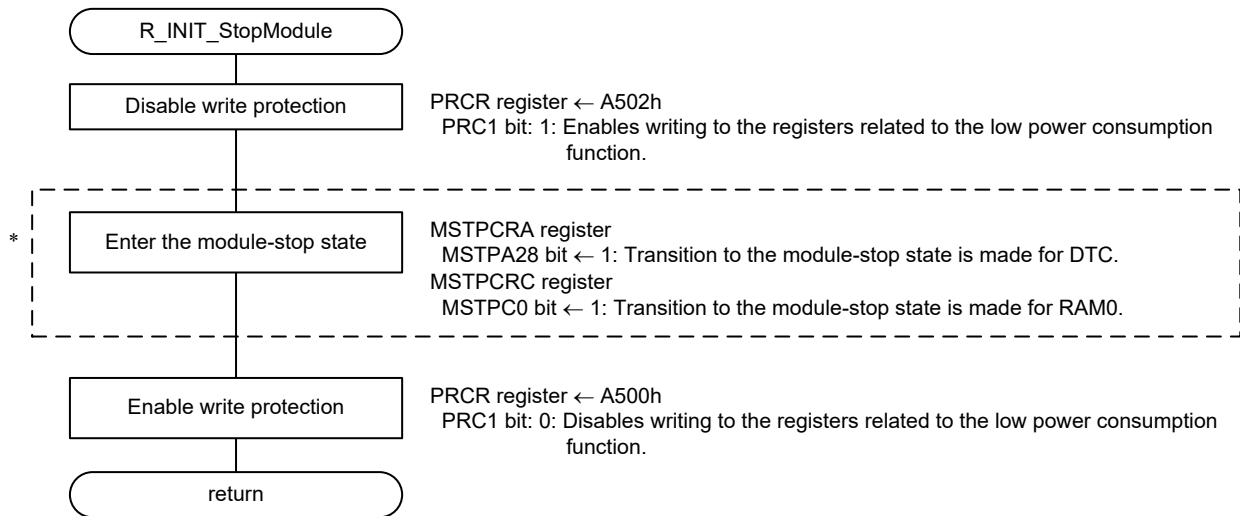 R_INIT_StopModule
Disable write protection
PRCR register ← A502h
PRC1 bit: 1: Enables writing to the registers related to the low power consumption
function.
*
Enter the module-stop state
MSTPCRA register
MSTPA28 bit ← 1: Transition to the module-stop state is made for DTC.
MSTPCRC register
MSTPC0 bit ← 1: Transition to the module-stop state is made for RAM0.
Enable write protection
PRCR register ← A500h
PRC1 bit: 0: Disables writing to the registers related to the low power consumption
function.
return